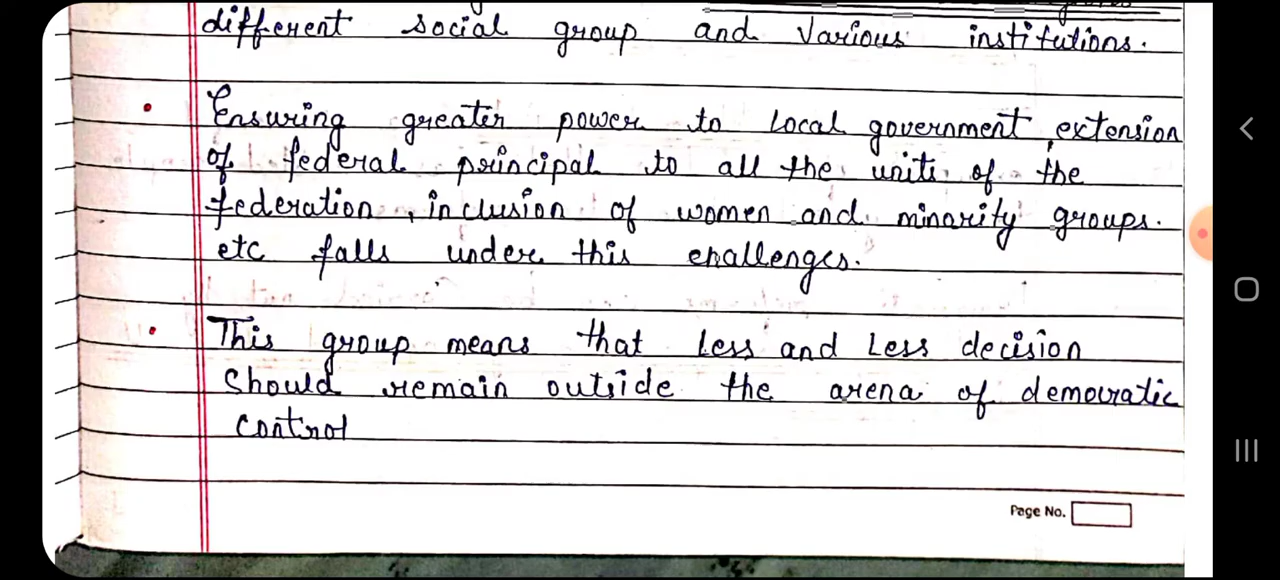 different social group and Various institutions.
Ensuring greater power to local government, extension
of federal principal to all the units of the
federation, inclusion of women and minority groups.
etc falls under this challenges.
This group means that Less and Less decision
Should remain outside the arena of democratic
control
Page No.